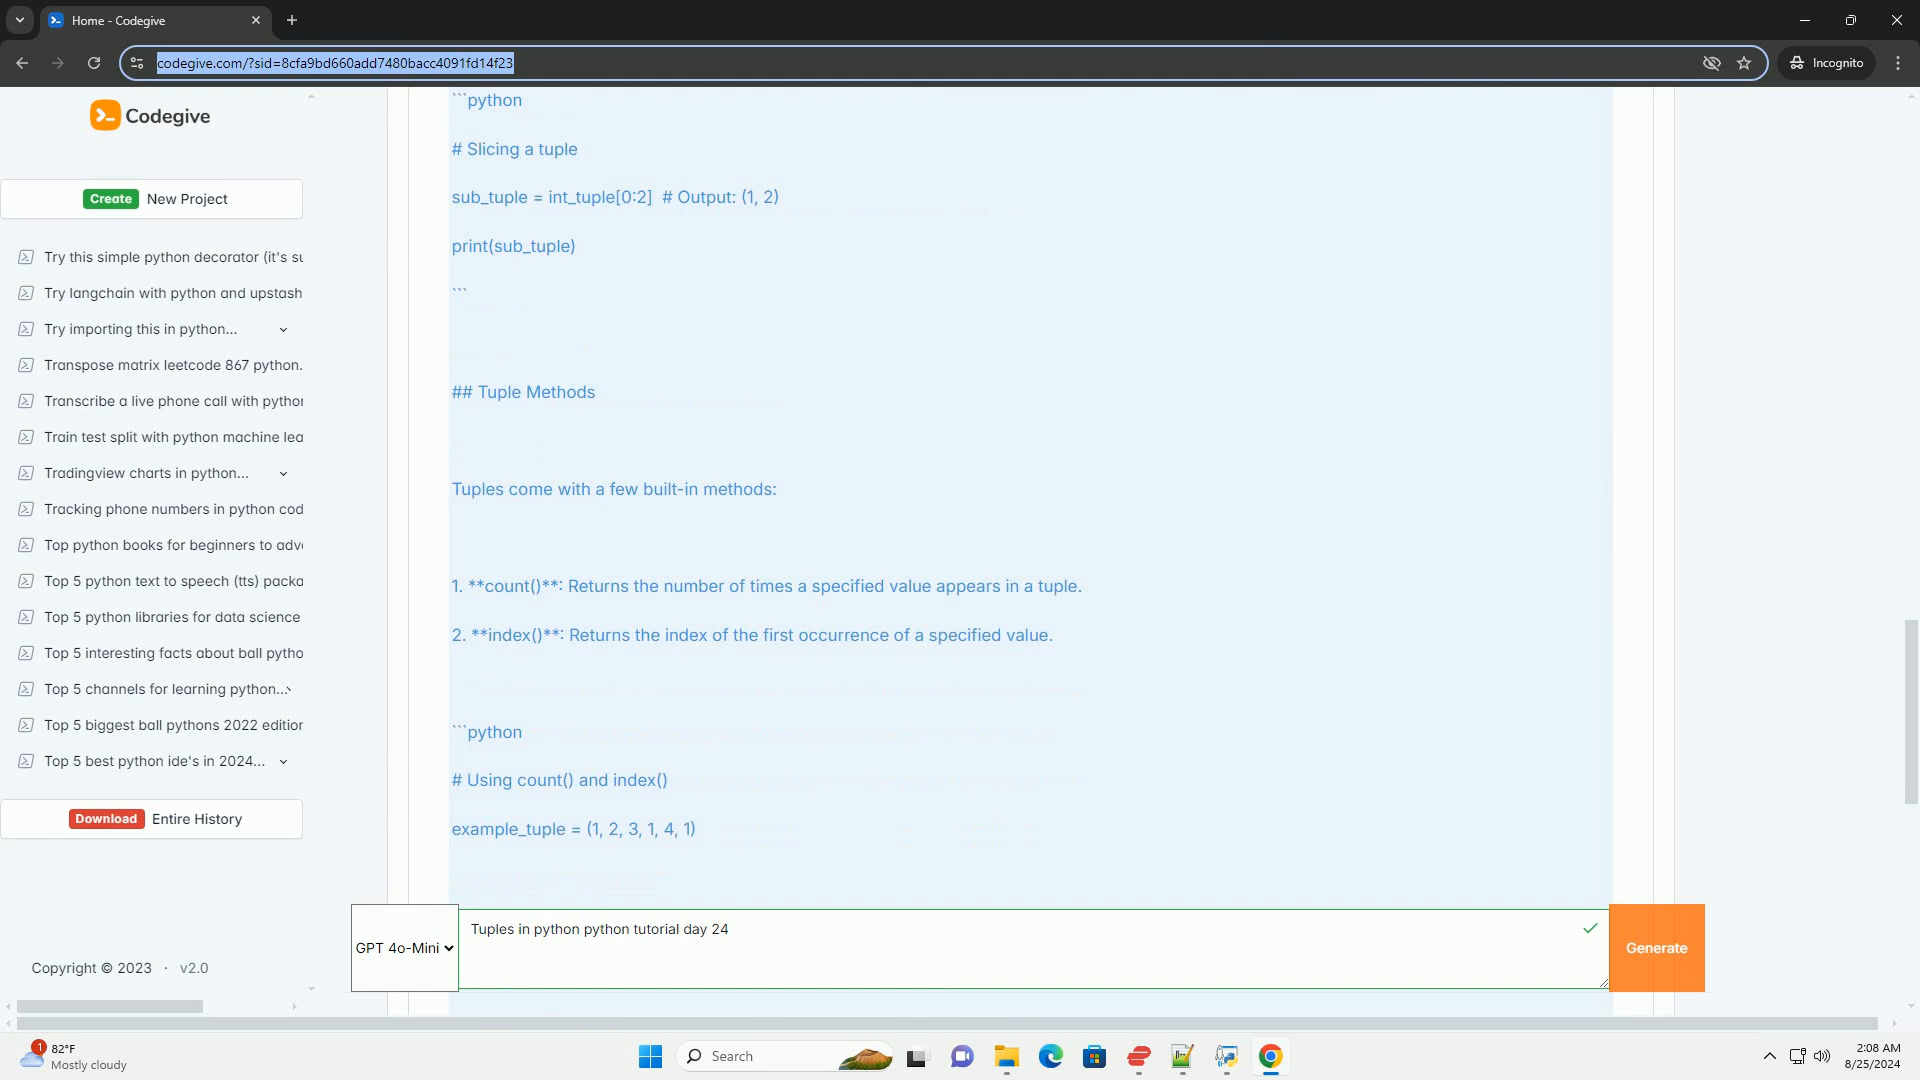 Home - Codegive
codegive.com/?sid=8cfa9bd660add7480bacc4091fd14f23
Incognito
Codegive
Create New Project
Try this simple python decorator (it's su
Try langchain with python and upstash
Try importing this in python...
Transpose matrix leetcode 867 python.
Transcribe a live phone call with python
Train test split with python machine lea
Tradingview charts in python...
Tracking phone numbers in python cod
Top python books for beginners to adv
Top 5 python text to speech (tts) packa
Top 5 python libraries for data science
Top 5 interesting facts about ball pytho
Top 5 channels for learning python...
Top 5 biggest ball pythons 2022 edition
Top 5 best python ide's in 2024...
Download Entire History
Copyright © 2023 · v2.0
```python
# Slicing a tuple
sub_tuple = int_tuple[0:2]  # Output: (1, 2)
print(sub_tuple)
```
## Tuple Methods
Tuples come with a few built-in methods:
1. **count()**: Returns the number of times a specified value appears in a tuple.
2. **index()**: Returns the index of the first occurrence of a specified value.
```python
# Using count() and index()
example_tuple = (1, 2, 3, 1, 4, 1)
GPT 4o-Mini
Tuples in python python tutorial day 24
Generate
1
82°F
Mostly cloudy
Search
2:08 AM
8/25/2024